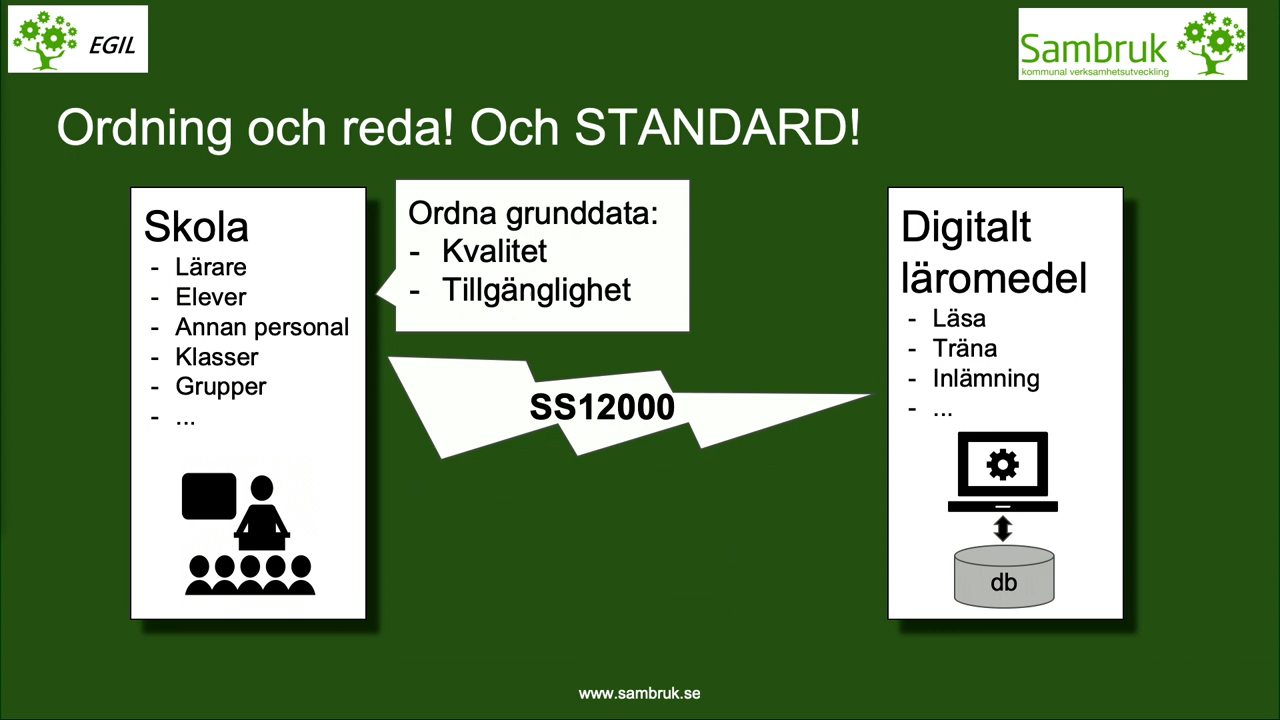 EGIL
Sambruk
kommunal verksamhetsutveckling
Ordning och reda! Och STANDARD!
Skola
- Lärare
- Elever
- Annan personal
- Klasser
- Grupper
- ...
Ordna grunddata:
- Kvalitet
- Tillgänglighet
SS12000
Digitalt
läromedel
- Läsa
- Träna
- Inlämning
- ...
db
www.sambruk.se